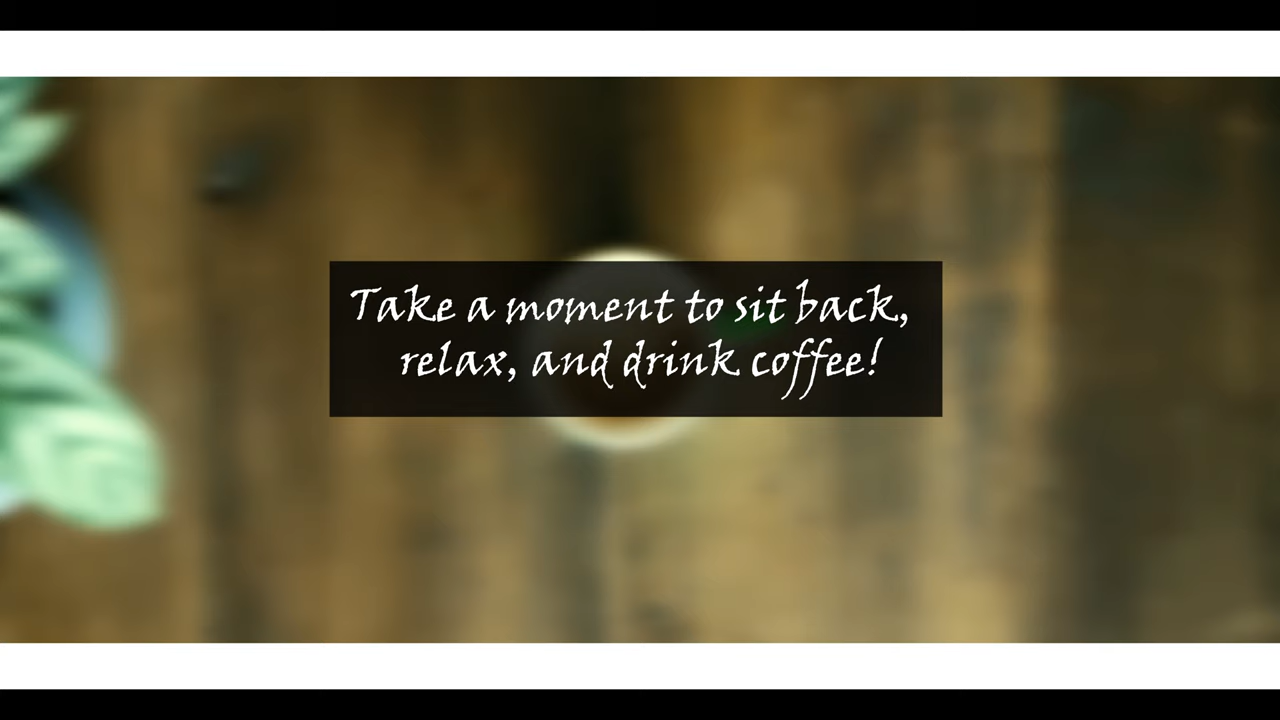 Take a moment to sit back,
relax, and drink coffee!